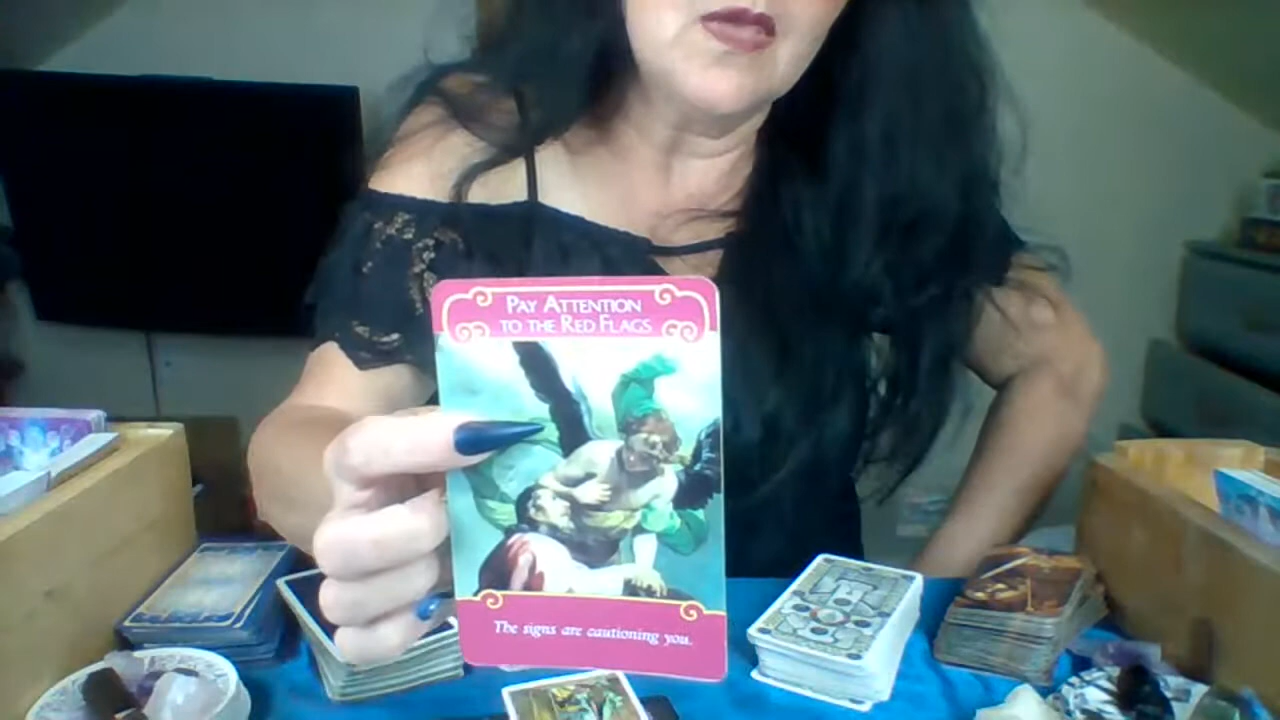 PAY ATTENTION
TO THE RED FLAGS
The signs are cautioning you.